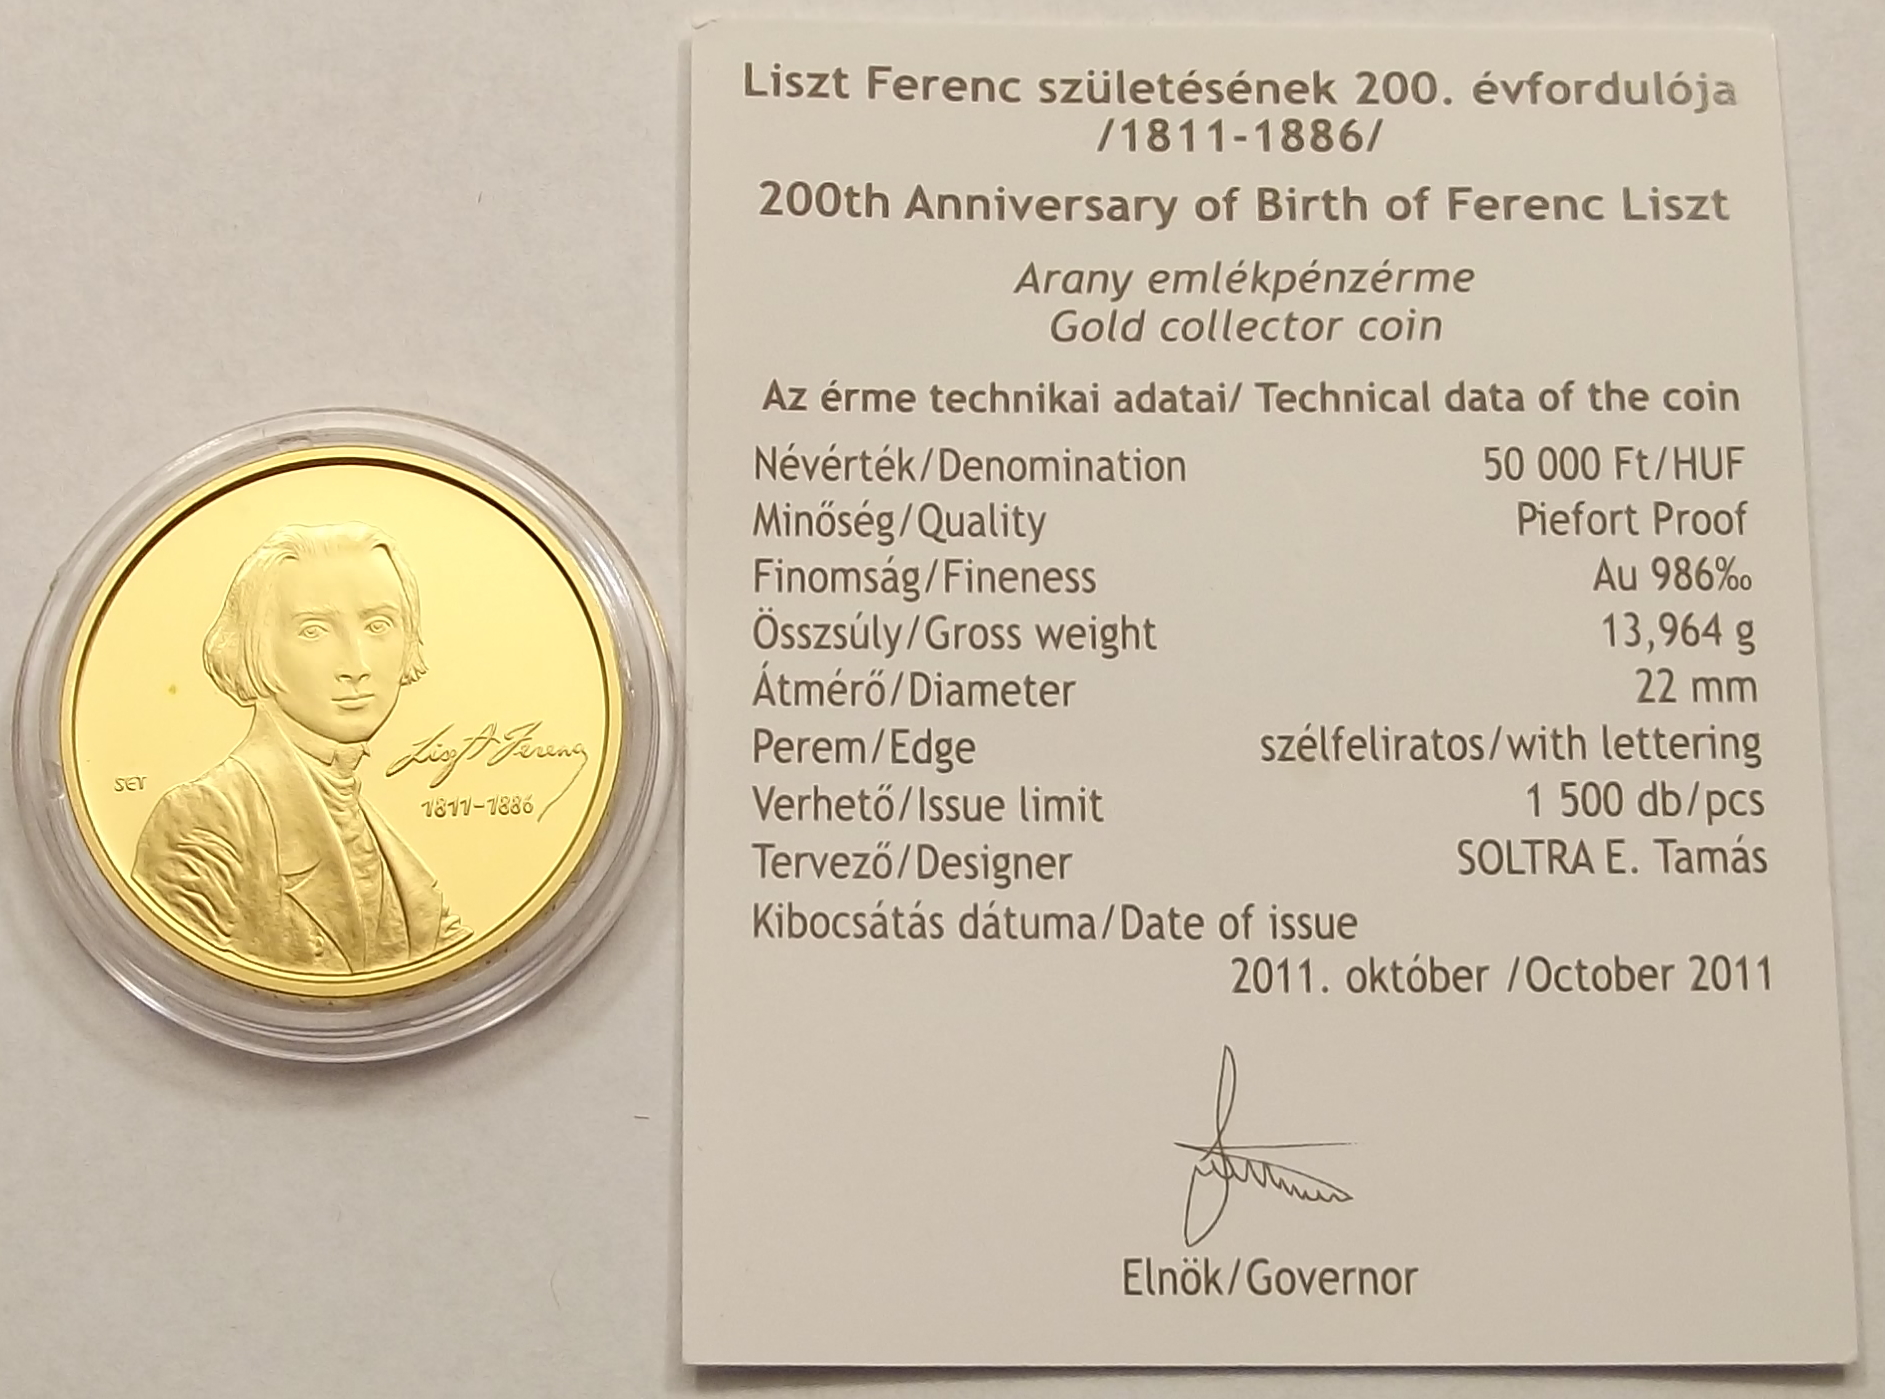 Liszt Ferenc
SET
1811-1886
Liszt Ferenc születésének 200. évfordulója
/1811-1886/
200th Anniversary of Birth of Ferenc Liszt
Arany emlékpénzérme
Gold collector coin
Az érme technikai adatai/ Technical data of the coin
Névérték/Denomination 50 000 Ft/HUF
Minőség/Quality Piefort Proof
Finomság/Fineness Au 986‰
Összsúly/Gross weight 13,964 g
Átmérő/Diameter 22 mm
Perem/Edge szélfeliratos/with lettering
Verhető/Issue limit 1 500 db/pcs
Tervező/Designer SOLTRA E. Tamás
Kibocsátás dátuma/Date of issue
2011. október /October 2011
Elnök/Governor